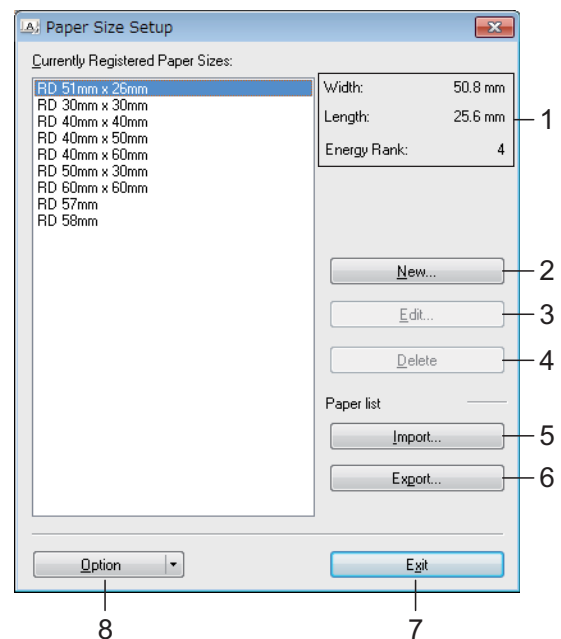 Paper Size Setup
Currently Registered Paper Sizes:
RD 51mm x 26mm
RD 30mm x 30mm
RD 40mm x 40mm
RD 40mm x 50mm
RD 40mm x 60mm
RD 50mm x 30mm
RD 60mm x 60mm
RD 57mm
RD 58mm
Width: 50.8 mm
Length: 25.6 mm
Energy Rank: 4
1
New... 2
Edit... 3
Delete 4
Paper list
Import... 5
Export... 6
Option Exit
8 7